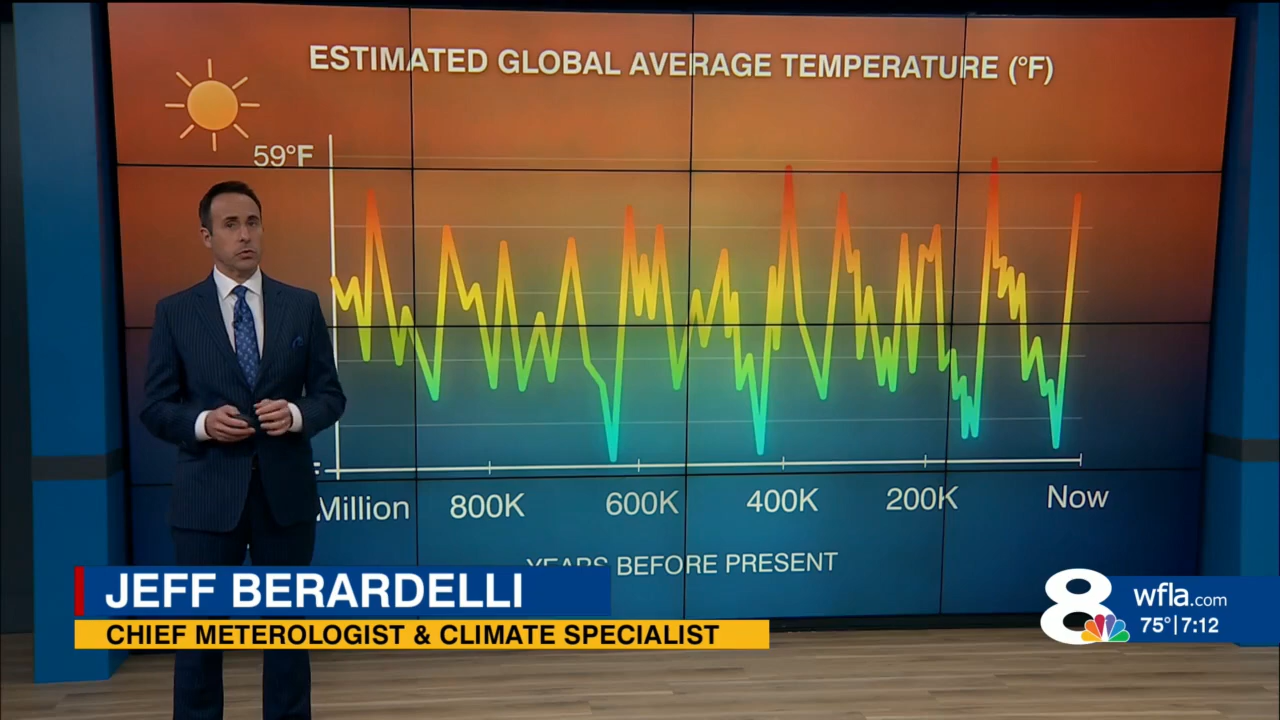 ESTIMATED GLOBAL AVERAGE TEMPERATURE (°F)
59°F
Million 800K 600K 400K 200K Now
YEARS BEFORE PRESENT
JEFF BERARDELLI
CHIEF METEROLOGIST & CLIMATE SPECIALIST
8
wfla.com
75° | 7:12